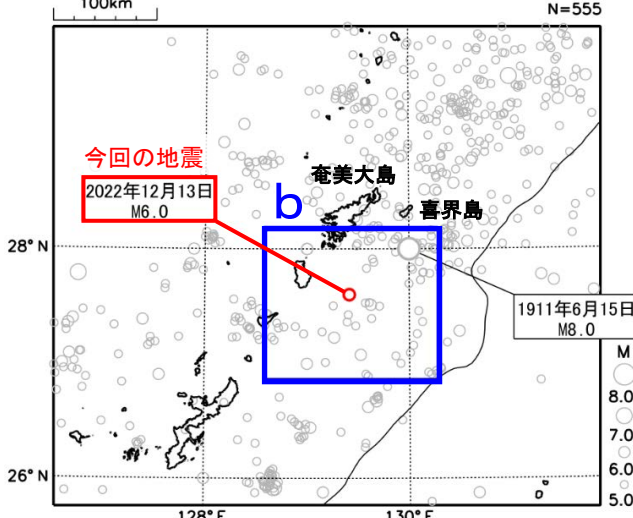 100km
N=555
今回の地震
2022年12月13日
M6.0
奄美大島
b
喜界島
28°N
1911年6月15日
M8.0
M
8.0
7.0
6.0
5.0
26°N
128°E
130°E